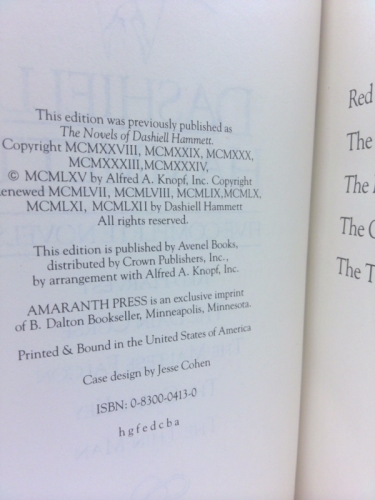 This edition was previously published as
The Novels of Dashiell Hammett.
Copyright MCMXXVIII, MCMXXIX, MCMXXX,
MCMXXXIII,MCMXXXIV,
© MCMLXV by Alfred A. Knopf, Inc. Copyright
enewed MCMLVII, MCMLVIII, MCMLIX,MCMLX,
MCMLXI, MCMLXII by Dashiell Hammett
All rights reserved.
This edition is published by Avenel Books,
distributed by Crown Publishers, Inc.,
by arrangement with Alfred A. Knopf, Inc.
AMARANTH PRESS is an exclusive imprint
of B. Dalton Bookseller, Minneapolis, Minnesota.
Printed & Bound in the United States of America
Case design by Jesse Cohen
ISBN: 0-8300-0413-0
h g f e d c b a
Red
The
The
The
The T